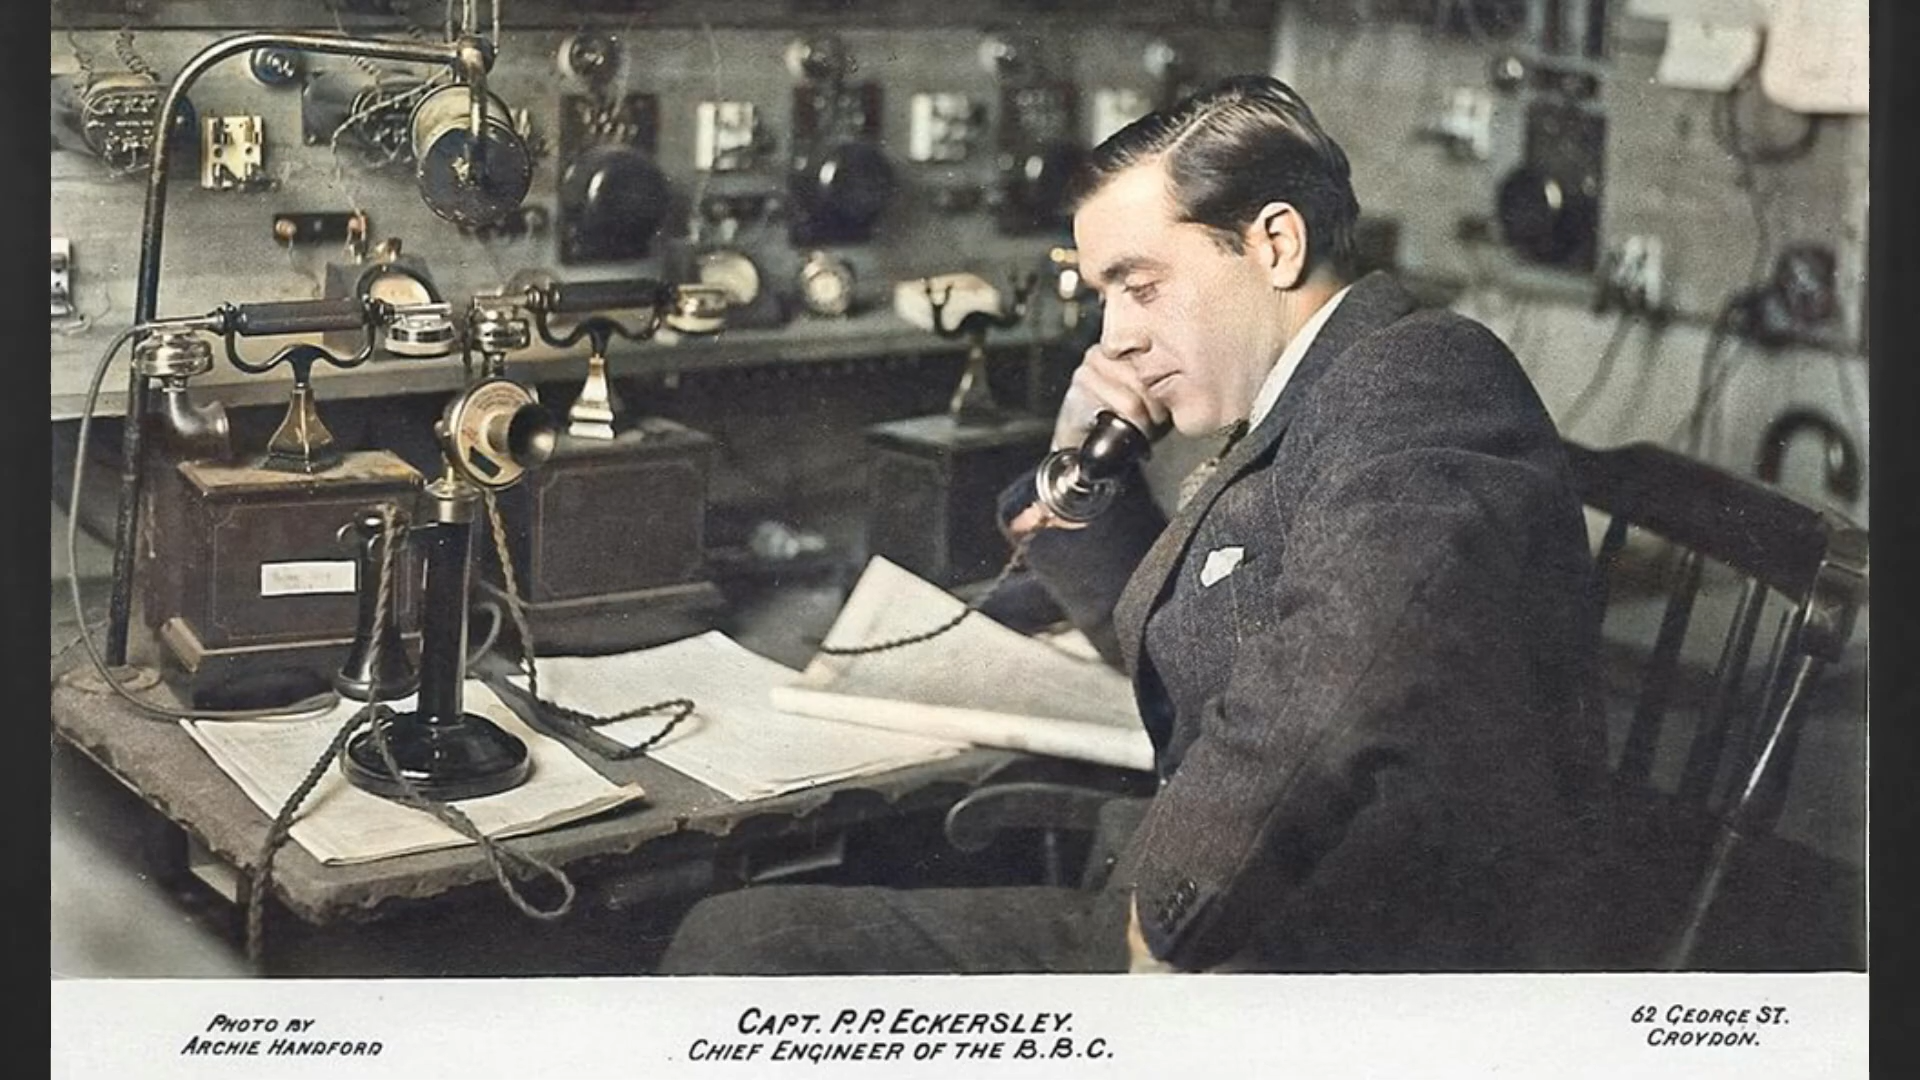 PHOTO BY
ARCHIE HANDFORD
CAPT. P.P. ECKERSLEY.
CHIEF ENGINEER OF THE B.B.C.
62 GEORGE ST.
CROYDON.